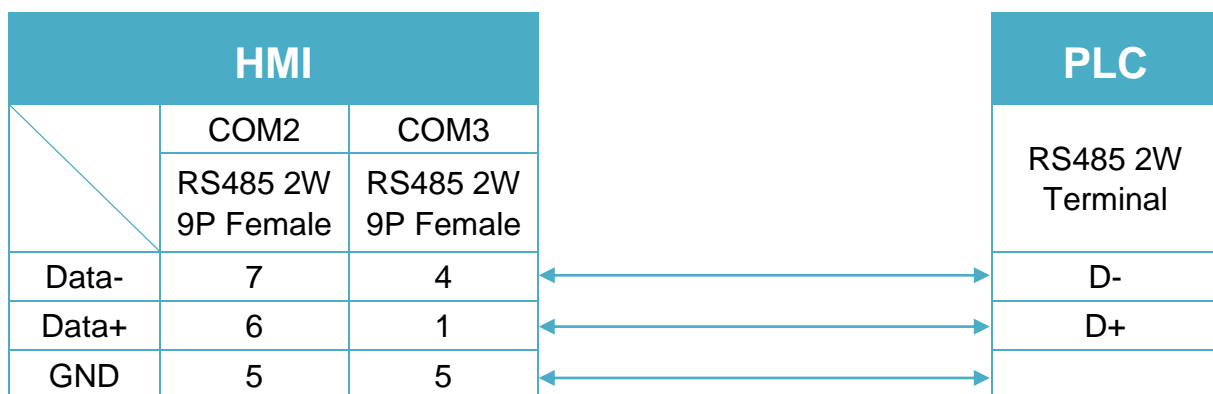 HMI PLC
COM2 COM3
RS485 2W RS485 2W RS485 2W
9P Female 9P Female Terminal
Data- 7 4 D-
Data+ 6 1 D+
GND 5 5